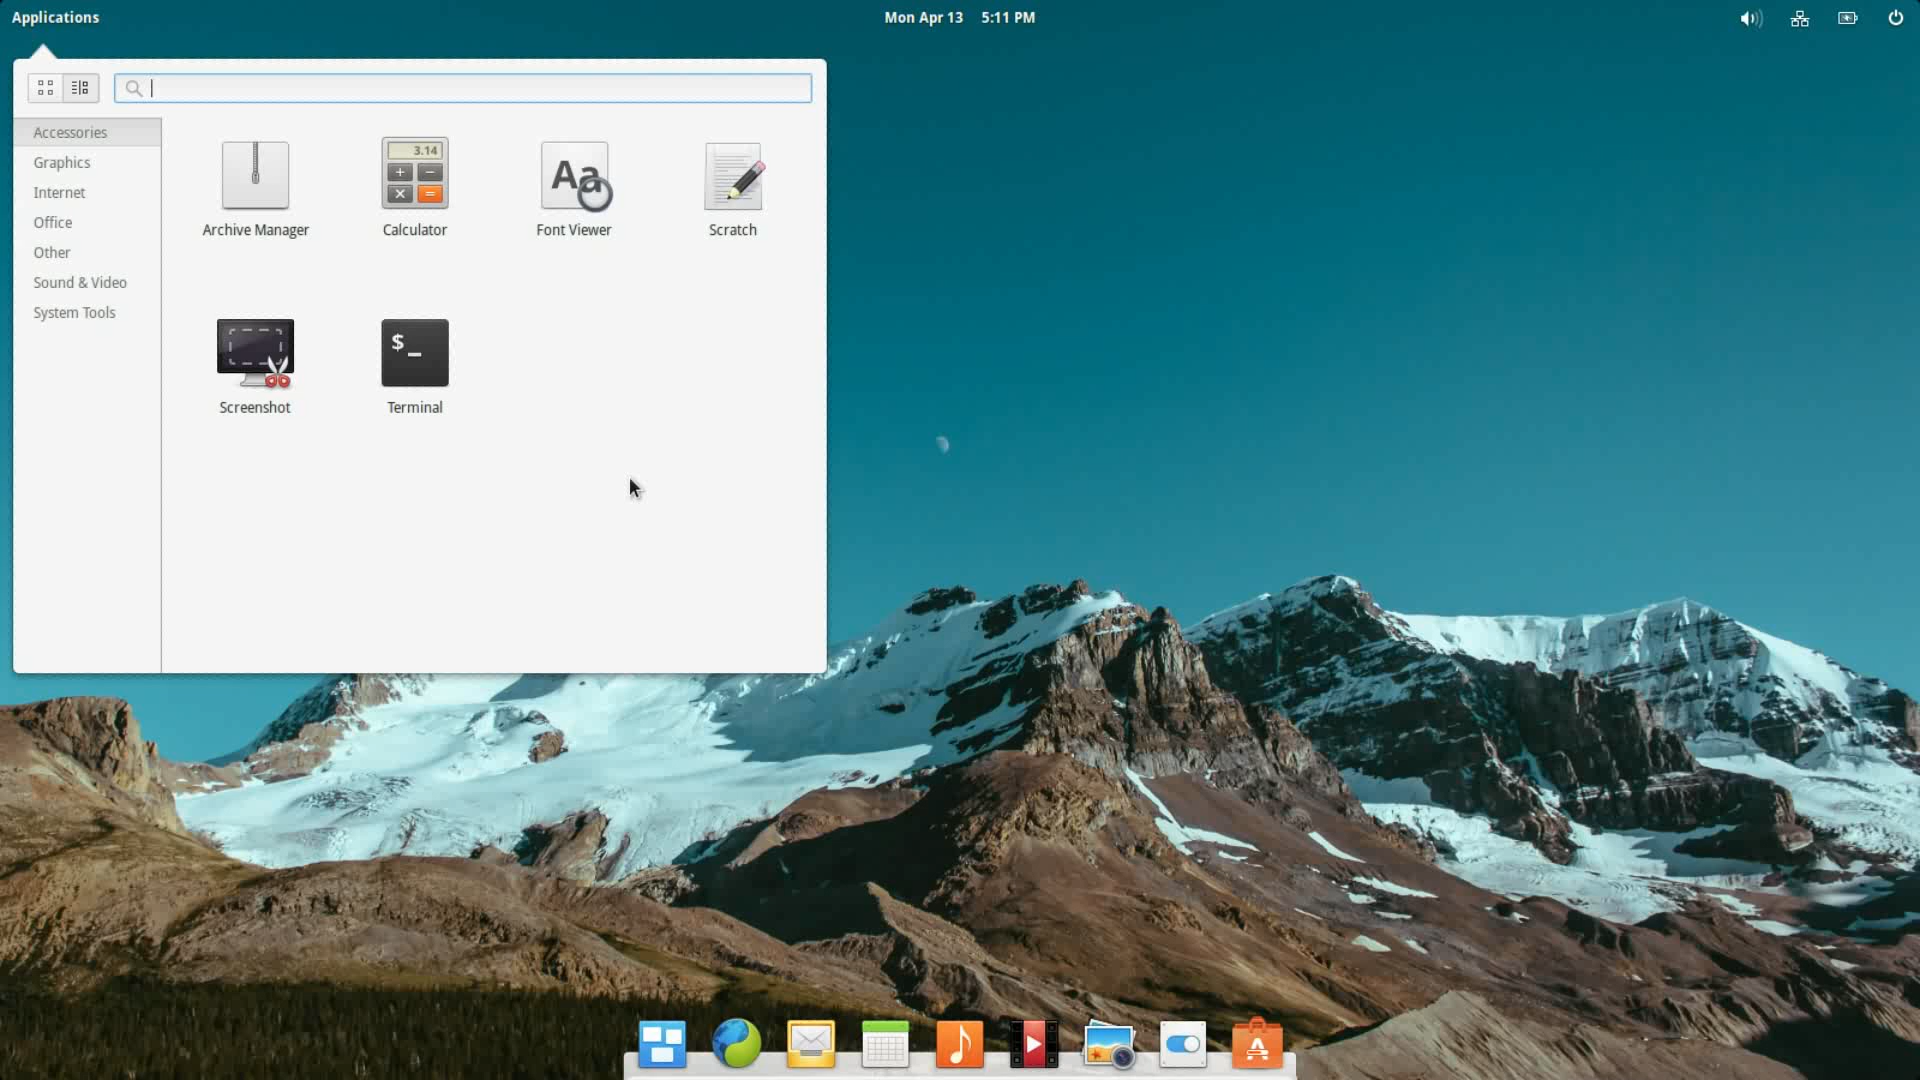 Applications
Mon Apr 13 5:11 PM
Accessories
Graphics
Internet
Office
Other
Sound & Video
System Tools
3.14
+ −
× =
Aa
Archive Manager
Calculator
Font Viewer
Scratch
$_
Screenshot
Terminal